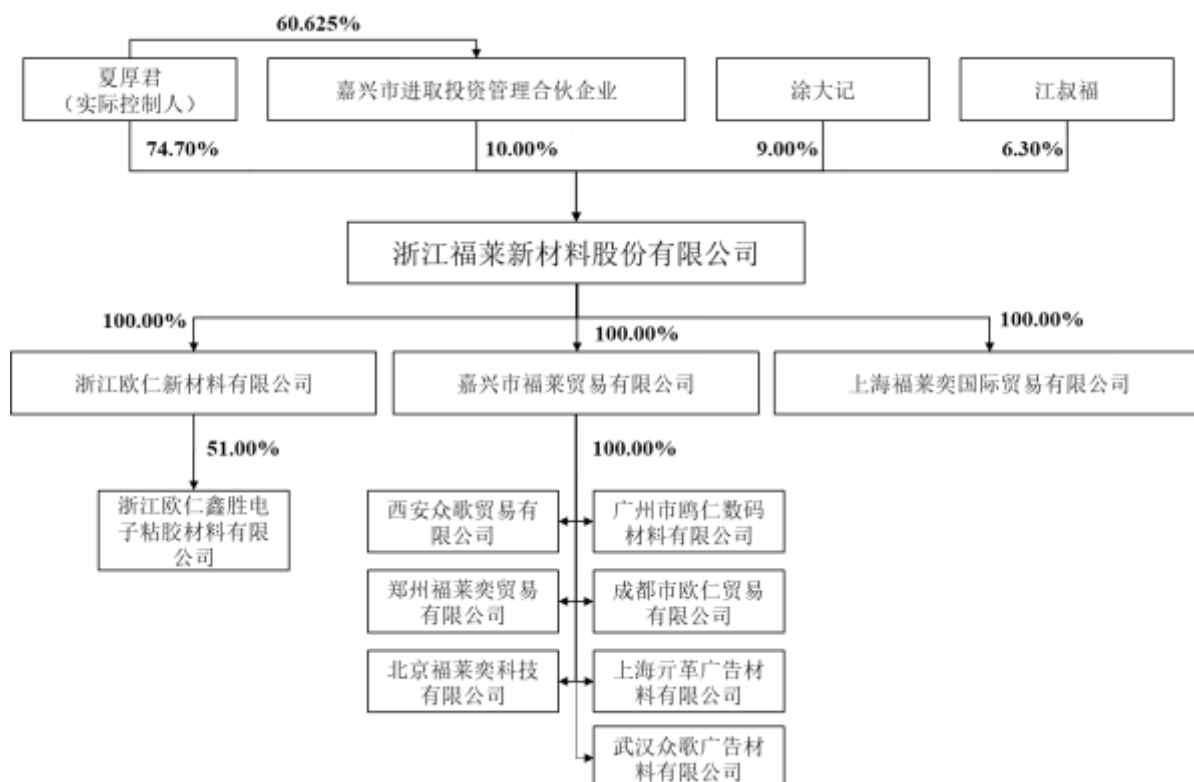 60.625%
夏厚君
（实际控制人）
嘉兴市进取投资管理合伙企业
涂大记
江叔福
74.70%
10.00%
9.00%
6.30%
浙江福莱新材料股份有限公司
100.00%
100.00%
100.00%
浙江欧仁新材料有限公司
嘉兴市福莱贸易有限公司
上海福莱奕国际贸易有限公司
51.00%
100.00%
浙江欧仁鑫胜电
子粘胶材料有限
公司
西安众歌贸易有
限公司
广州市鸥仁数码
材料有限公司
郑州福莱奕贸易
有限公司
成都市欧仁贸易
有限公司
北京福莱奕科技
有限公司
上海亓革广告材
料有限公司
武汉众歌广告材
料有限公司